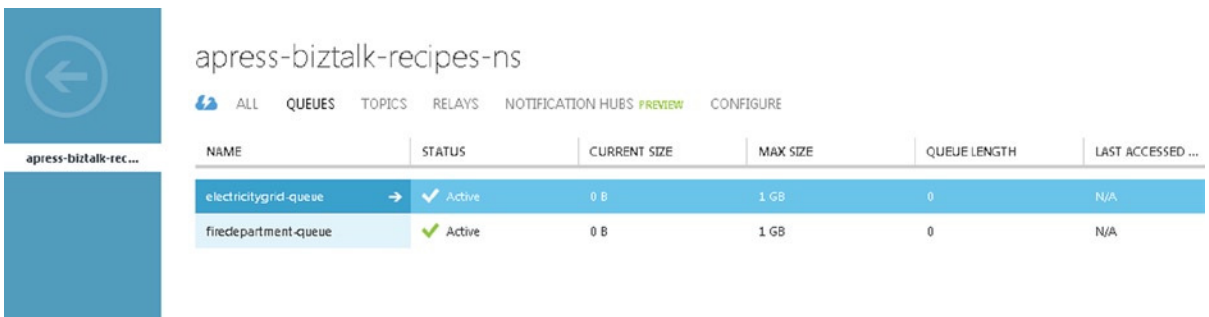 apress-biztalk-recipes-ns
ALL QUEUES TOPICS RELAYS NOTIFICATION HUBS PREVIEW CONFIGURE
apress-biztalk-rec...
NAME STATUS CURRENT SIZE MAX SIZE QUEUE LENGTH LAST ACCESSED ...
electricitygrid-queue Active 0 B 1 GB 0 N/A
firedepartment-queue Active 0 B 1 GB 0 N/A